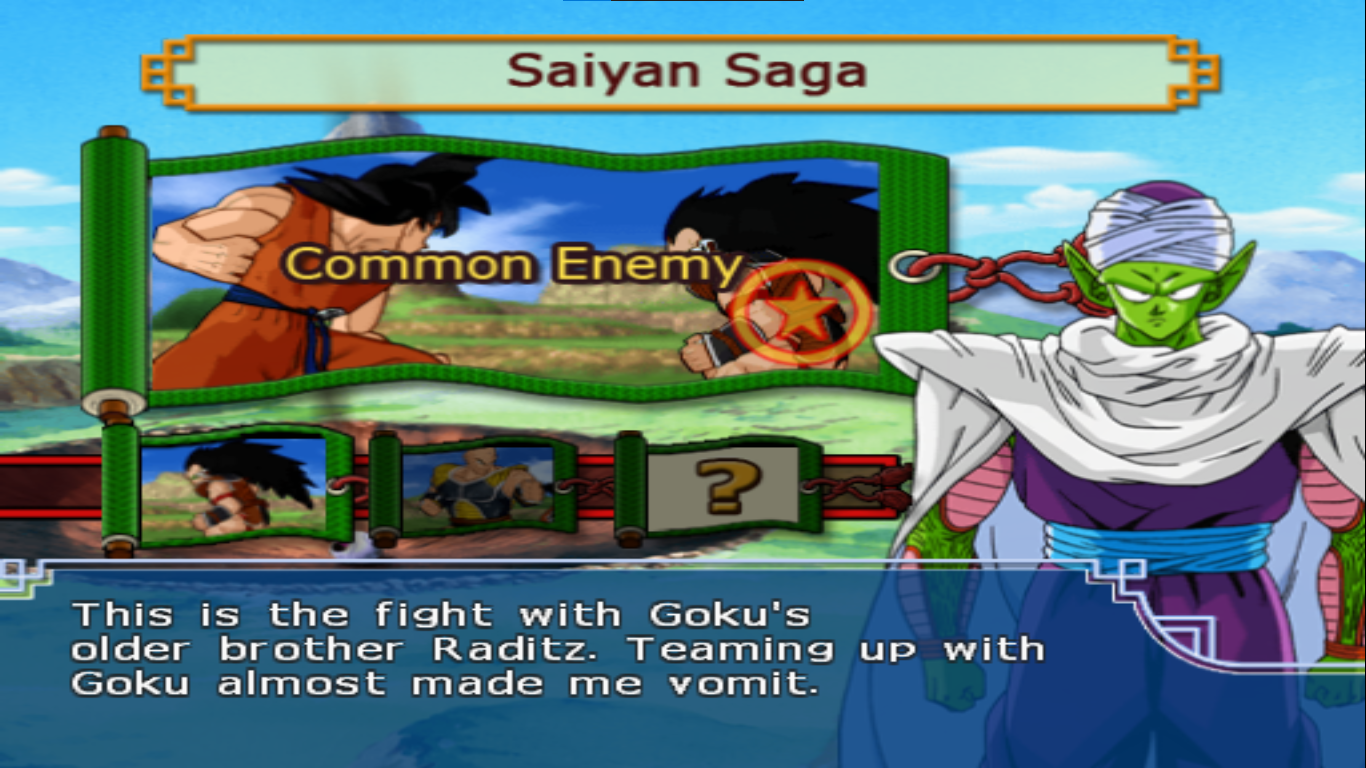 Saiyan Saga
Common Enemy
?
This is the fight with Goku's
older brother Raditz. Teaming up with
Goku almost made me vomit.